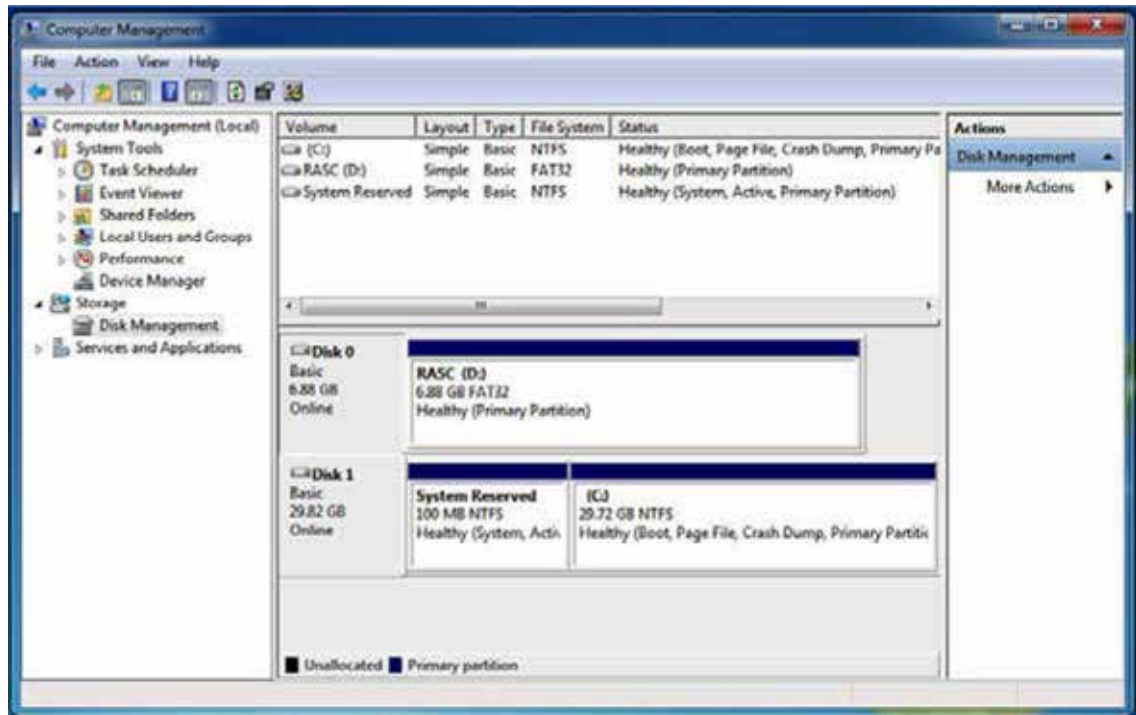 Computer Management
File Action View Help
Computer Management (Local)
System Tools
Task Scheduler
Event Viewer
Shared Folders
Local Users and Groups
Performance
Device Manager
Storage
Disk Management
Services and Applications
Volume Layout Type File System Status
(C:) Simple Basic NTFS Healthy (Boot, Page File, Crash Dump, Primary Pa
RASC (D:) Simple Basic FAT32 Healthy (Primary Partition)
System Reserved Simple Basic NTFS Healthy (System, Active, Primary Partition)
Disk 0
Basic
6.88 GB
Online
RASC (D:)
6.88 GB FAT32
Healthy (Primary Partition)
Disk 1
Basic
29.82 GB
Online
System Reserved
100 MB NTFS
Healthy (System, Activ
(C:)
29.72 GB NTFS
Healthy (Boot, Page File, Crash Dump, Primary Partitic
Unallocated Primary partition
Actions
Disk Management
More Actions